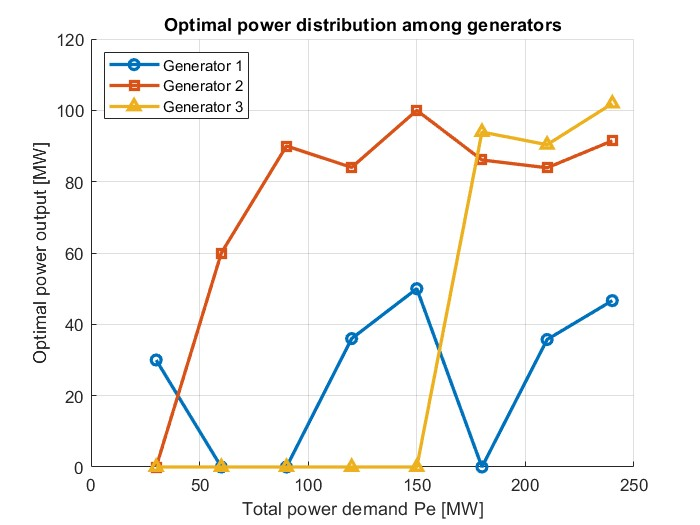 Optimal power distribution among generators
120
100
80
60
40
20
0
Optimal power output [MW]
Generator 1
Generator 2
Generator 3
0 50 100 150 200 250
Total power demand Pe [MW]